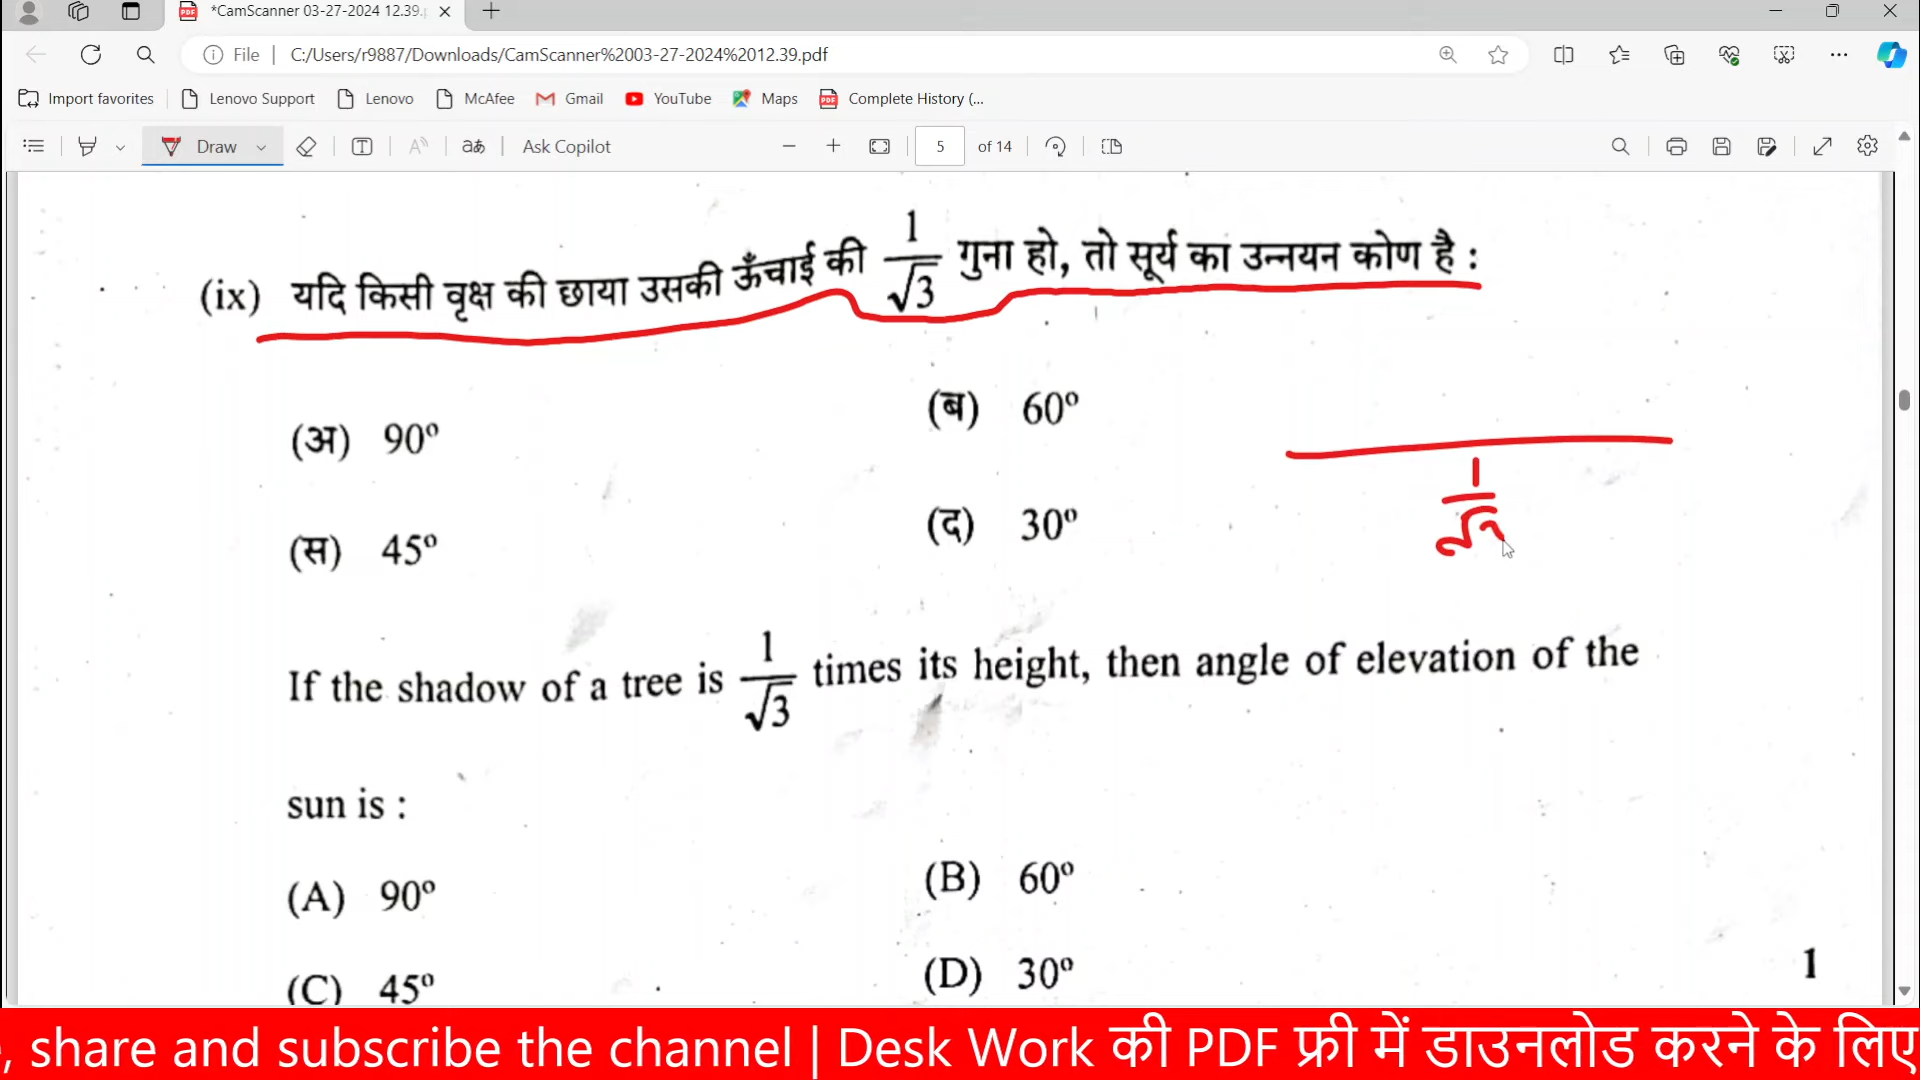 *CamScanner 03-27-2024 12.39.
File | C:/Users/r9887/Downloads/CamScanner%2003-27-2024%2012.39.pdf
Import favorites Lenovo Support Lenovo McAfee Gmail YouTube Maps Complete History (...
Draw Ask Copilot 5 of 14
(ix) यदि किसी वृक्ष की छाया उसकी ऊँचाई की 1/√3 गुना हो, तो सूर्य का उन्नयन कोण है :
(अ) 90° (ब) 60°
(स) 45° (द) 30°
1/√
If the shadow of a tree is 1/√3 times its height, then angle of elevation of the
sun is :
(A) 90° (B) 60°
(C) 45° (D) 30°
1
, share and subscribe the channel | Desk Work की PDF फ्री में डाउनलोड करने के लिए